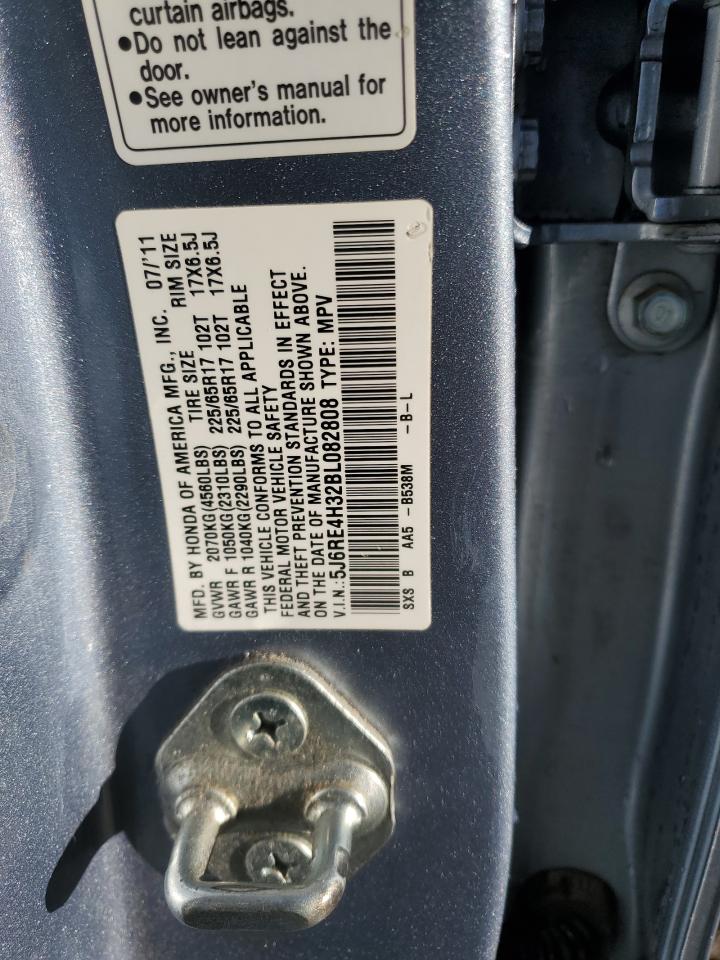 curtain airbags.
●Do not lean against the
door.
●See owner's manual for
more information.
MFD. BY HONDA OF AMERICA MFG., INC. 07/'11
GVWR 2070KG(4560LBS) TIRE SIZE RIM SIZE
GAWR F 1050KG(2310LBS) 225/65R17 102T 17X6.5J
GAWR R 1040KG(2290LBS) 225/65R17 102T 17X6.5J
THIS VEHICLE CONFORMS TO ALL APPLICABLE
FEDERAL MOTOR VEHICLE SAFETY
AND THEFT PREVENTION STANDARDS IN EFFECT
ON THE DATE OF MANUFACTURE SHOWN ABOVE.
V.I.N.:5J6RE4H32BL082808 TYPE: MPV
SXS B AA5 -B538M -B-L